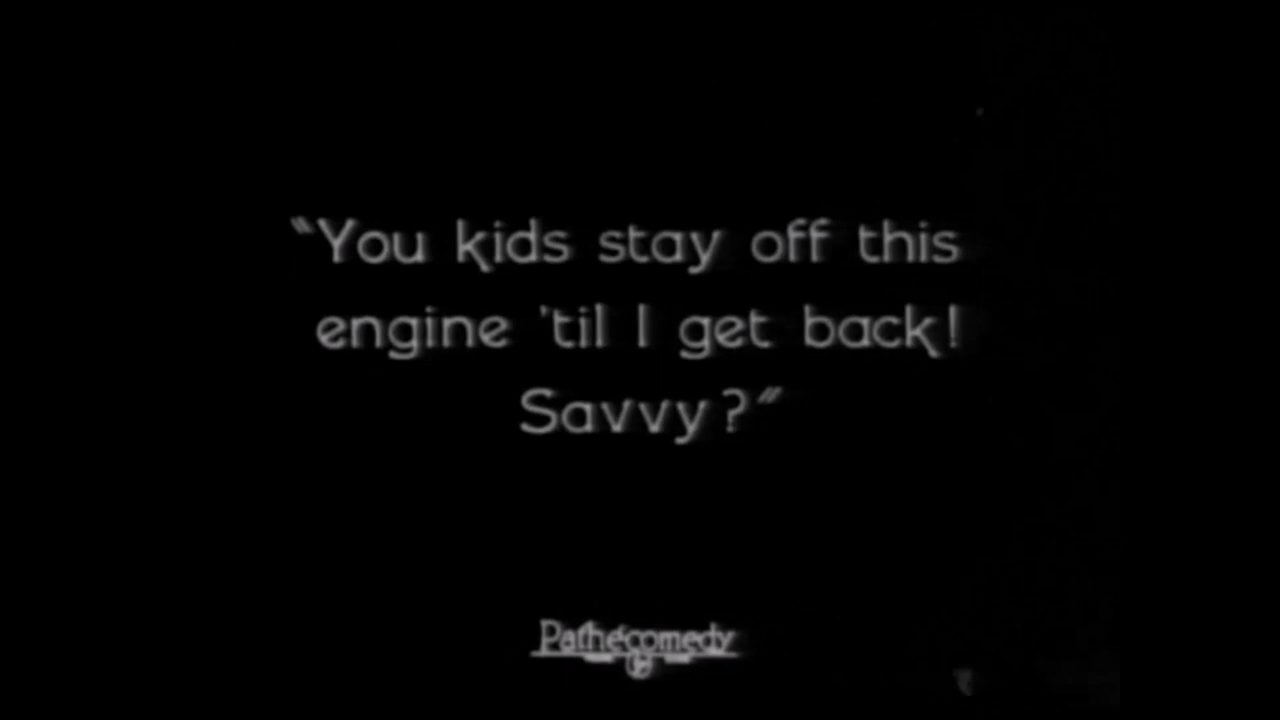 "You kids stay off this
engine 'til I get back!
Savvy?"
Pathécomedy